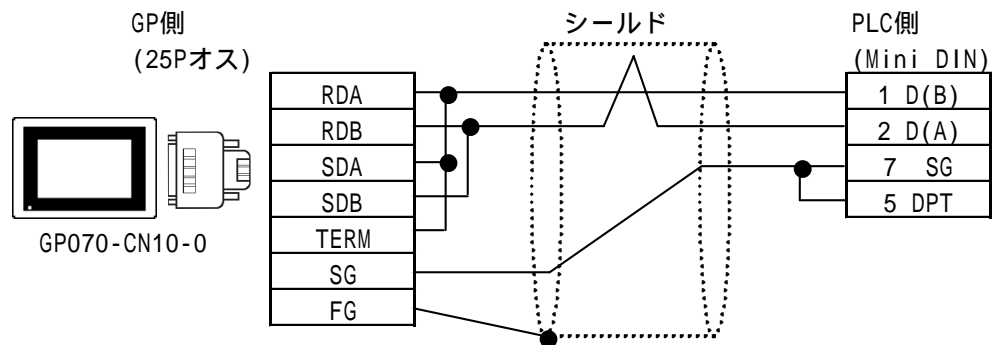 GP側
(25Pオス)
シールド
PLC側
(Mini DIN)
RDA
RDB
SDA
SDB
TERM
SG
FG
1 D(B)
2 D(A)
7 SG
5 DPT
GP070-CN10-0